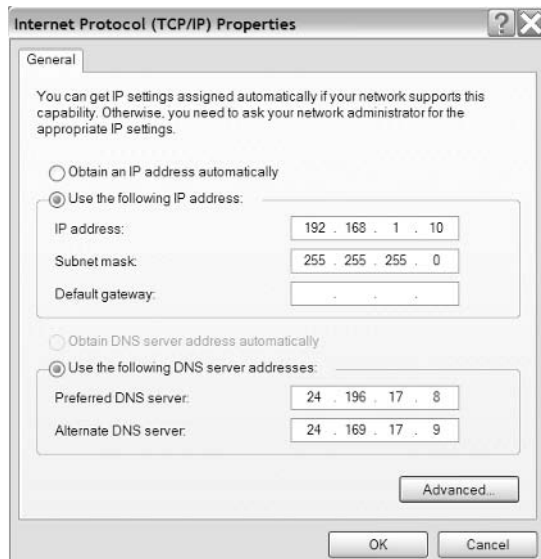 Internet Protocol (TCP/IP) Properties
General
You can get IP settings assigned automatically if your network supports this
capability. Otherwise, you need to ask your network administrator for the
appropriate IP settings.
Obtain an IP address automatically
Use the following IP address:
IP address: 192 . 168 . 1 . 10
Subnet mask: 255 . 255 . 255 . 0
Default gateway: . . .
Obtain DNS server address automatically
Use the following DNS server addresses:
Preferred DNS server: 24 . 196 . 17 . 8
Alternate DNS server: 24 . 169 . 17 . 9
Advanced...
OK Cancel